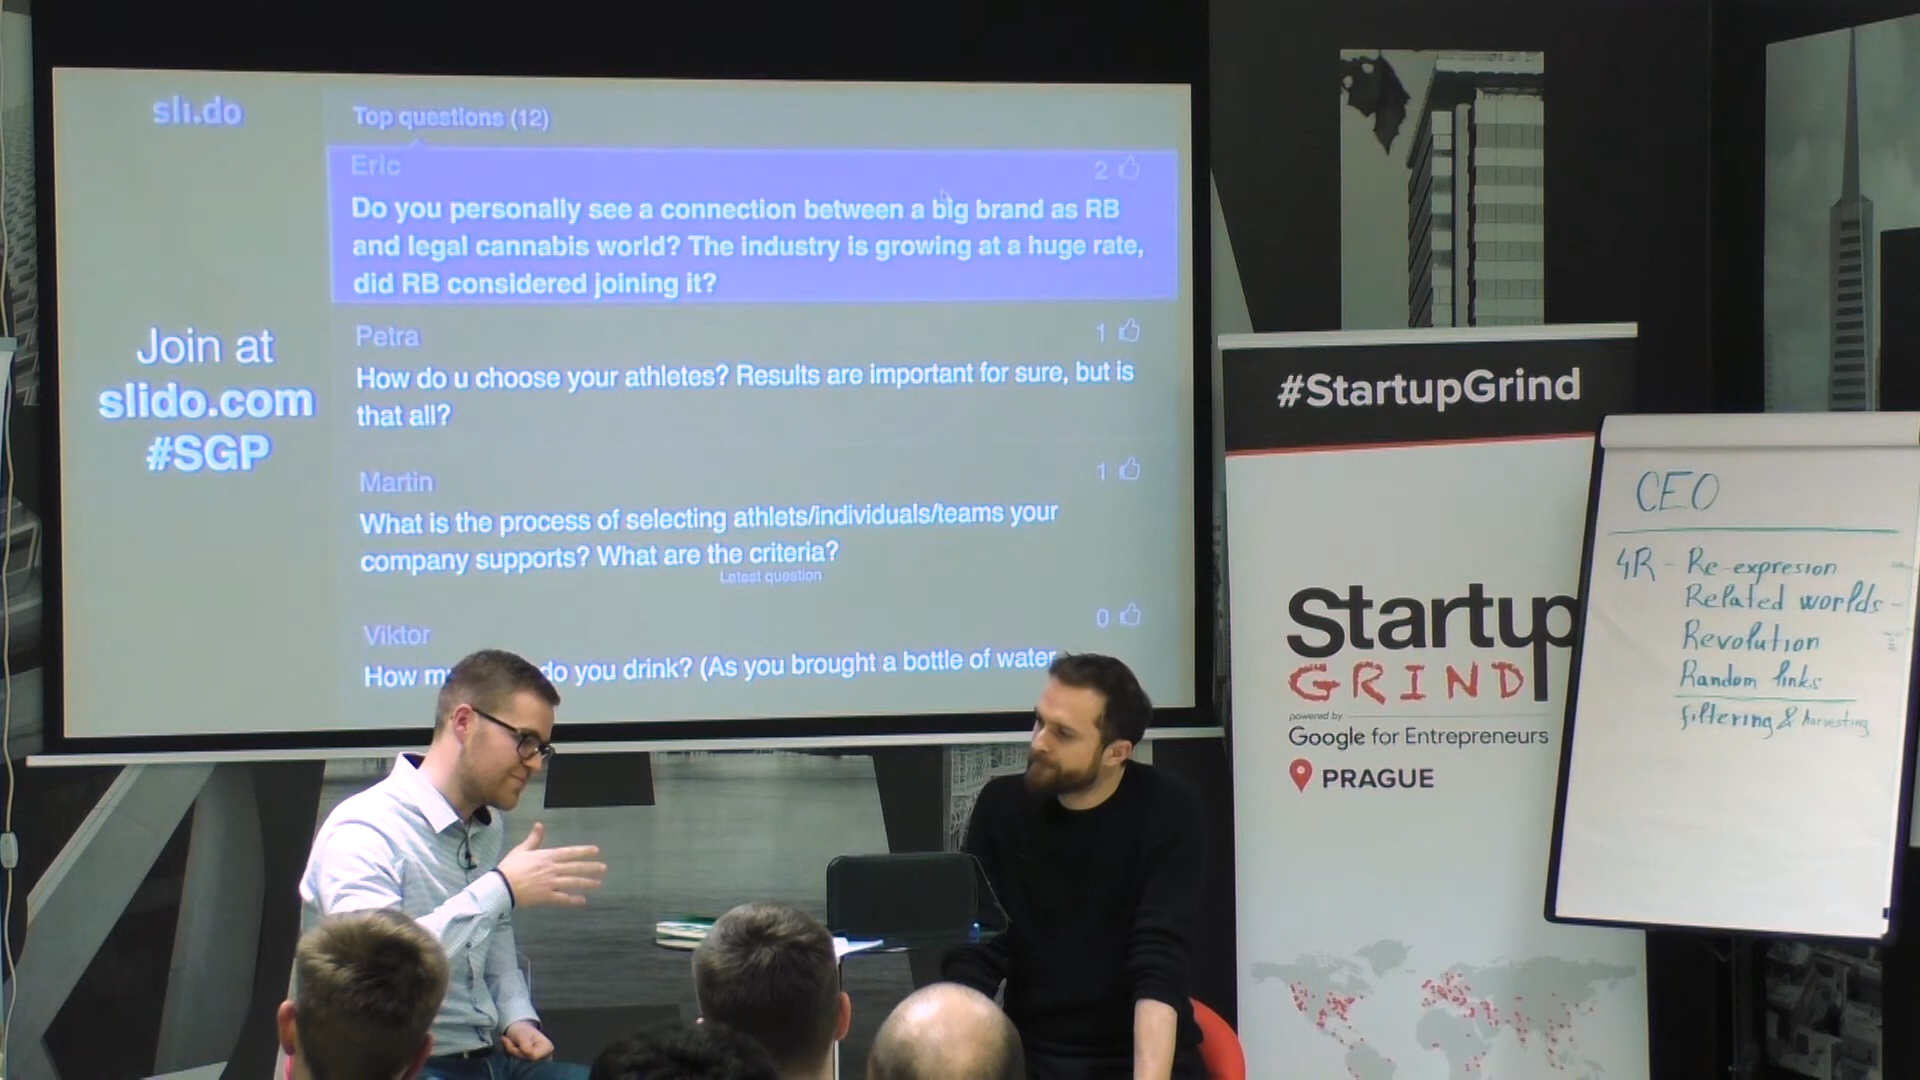 sli.do
Join at
slido.com
#SGP
Top questions (12)
Eric
2
Do you personally see a connection between a big brand as RB
and legal cannabis world? The industry is growing at a huge rate,
did RB considered joining it?
Petra
1
How do u choose your athletes? Results are important for sure, but is
that all?
Martin
1
What is the process of selecting athlets/individuals/teams your
company supports? What are the criteria?
Latest question
Viktor
0
How do you drink? (As you brought a bottle of water
#StartupGrind
Startup
GRIND
powered by
Google for Entrepreneurs
PRAGUE
CEO
4R - Re-expresion
Related worlds -
Revolution
Random links
filtering & harvesting